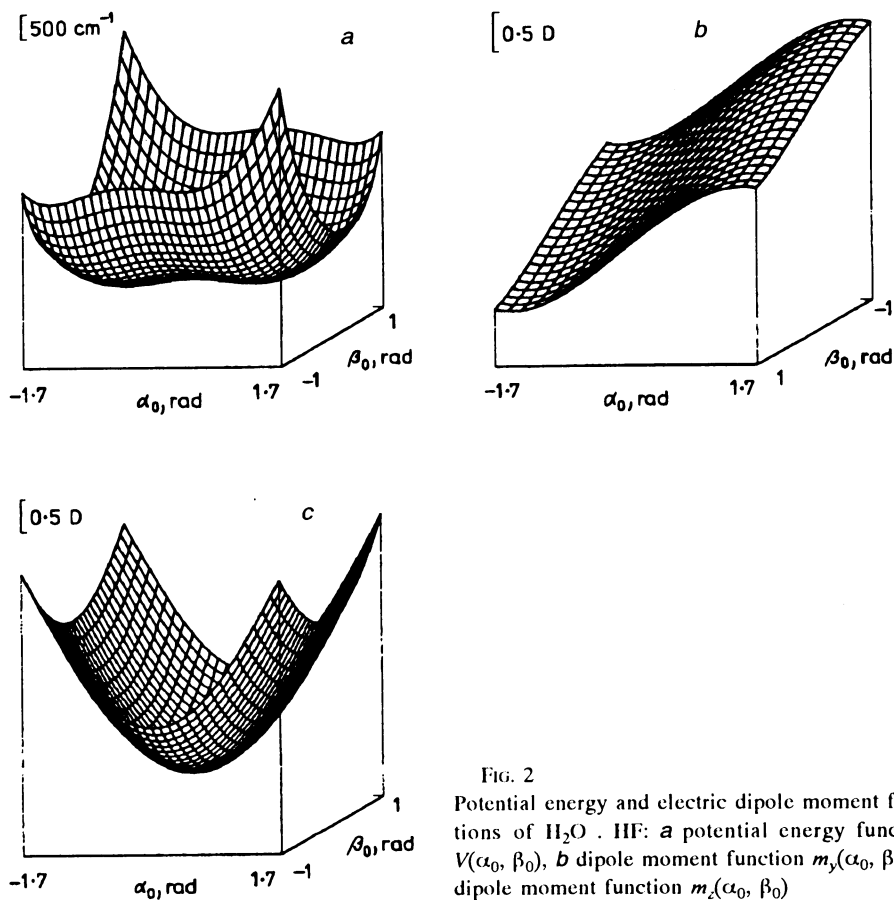 [500 cm⁻¹
a
[0·5 D
b
1
β₀, rad
-1
-1·7
α₀, rad
1·7
-1
β₀, rad
1
-1·7
α₀, rad
1·7
[0·5 D
c
1
β₀, rad
-1
-1·7
α₀, rad
1·7
FIG. 2
Potential energy and electric dipole moment
tions of H₂O . HF: a potential energy
V(α₀, β₀), b dipole moment function m_y(α₀,
dipole moment function m_z(α₀, β₀)